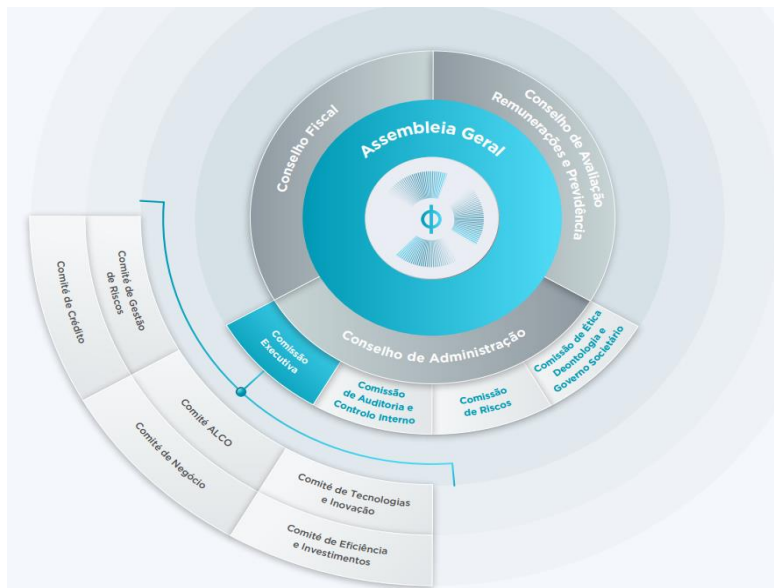 Assembleia Geral
Conselho Fiscal
Conselho de Avaliação
Remunerações e Previdência
Conselho de Administração
Comissão
Executiva
Comissão
de Auditoria e
Controlo Interno
Comissão
de Riscos
Comissão de Ética
Deontologia e
Governo Societário
Comité de Crédito
Comité de Gestão
de Riscos
Comité de Negócio
Comité ALCO
Comité de Tecnologias
e Inovação
Comité de Eficiência
e Investimentos